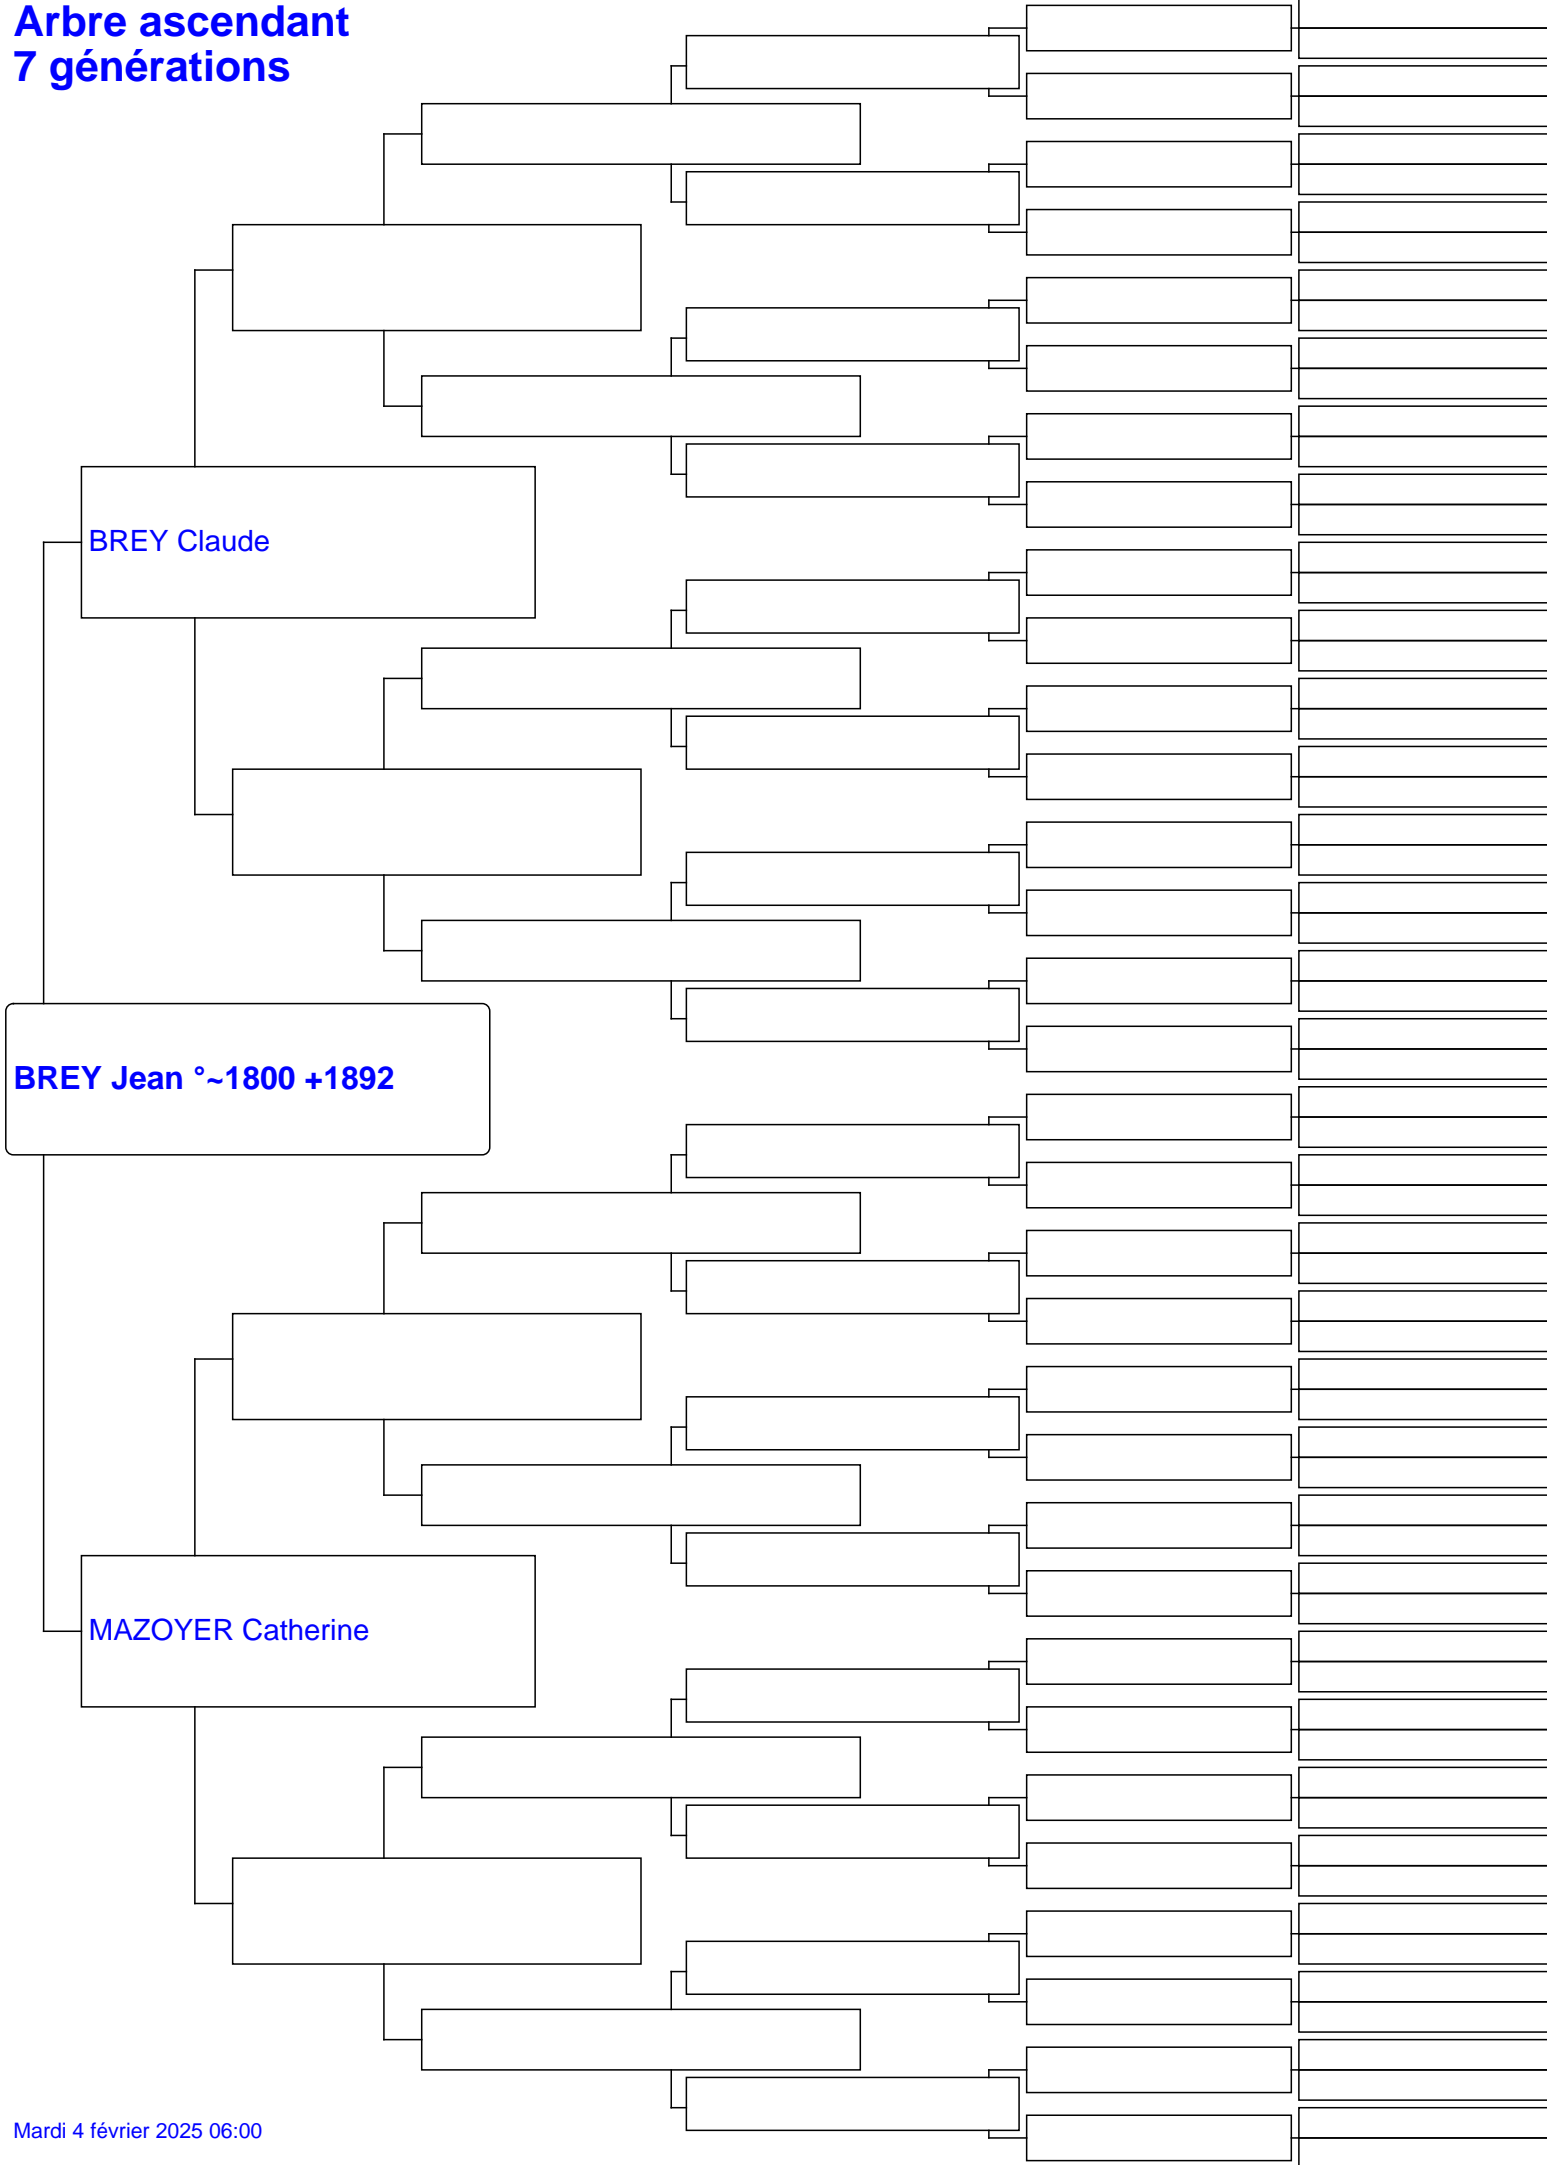 Arbre ascendant
7 générations
BREY Claude
BREY Jean °~1800 +1892
MAZOYER Catherine
Mardi 4 février 2025 06:00